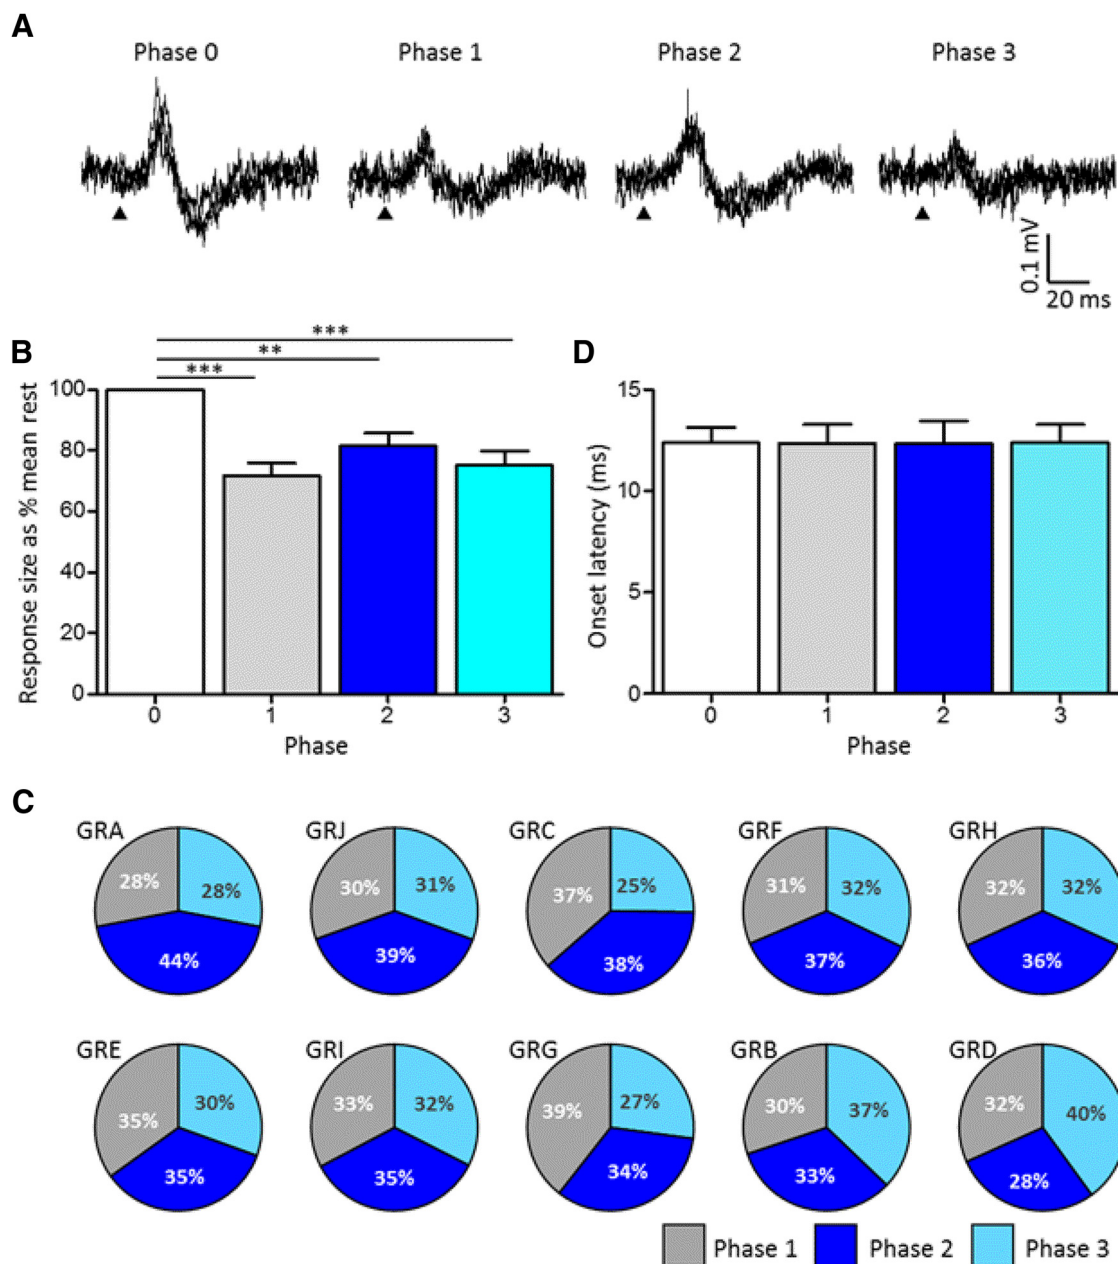 A
Phase 0 Phase 1 Phase 2 Phase 3
0.1 mV
20 ms
B
***
**
***
Response size as % mean rest
100
80
60
40
20
0
0 1 2 3
Phase
D
Onset latency (ms)
15
10
5
0
0 1 2 3
Phase
C
GRA GRJ GRC GRF GRH
28% 28% 44%
30% 31% 39%
37% 25% 38%
31% 32% 37%
32% 32% 36%
GRE GRI GRG GRB GRD
35% 30% 35%
33% 32% 35%
39% 27% 34%
30% 37% 33%
32% 40% 28%
Phase 1 Phase 2 Phase 3